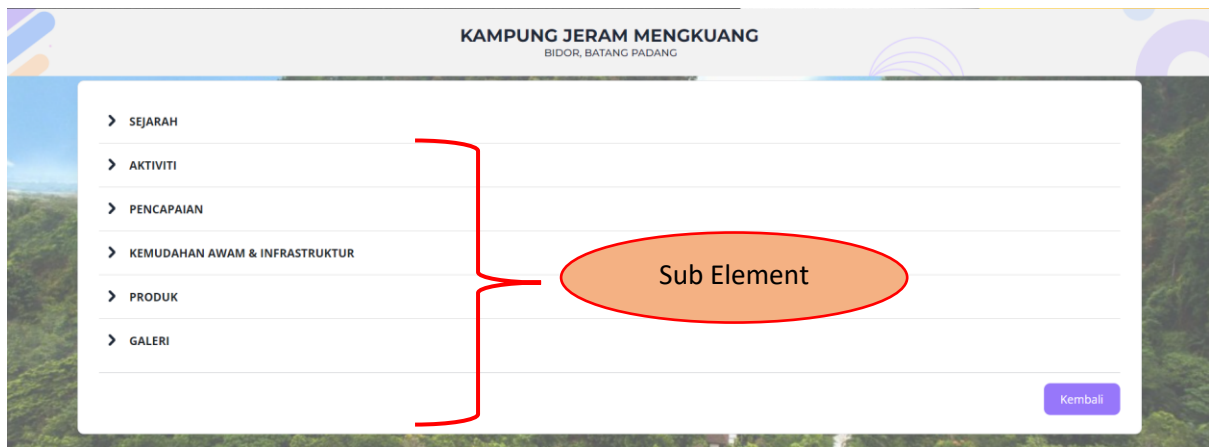 KAMPUNG JERAM MENGKUANG
BIDOR, BATANG PADANG
SEJARAH
AKTIVITI
PENCAPAIAN
KEMUDAHAN AWAM & INFRASTRUKTUR
Sub Element
PRODUK
GALERI
Kembali